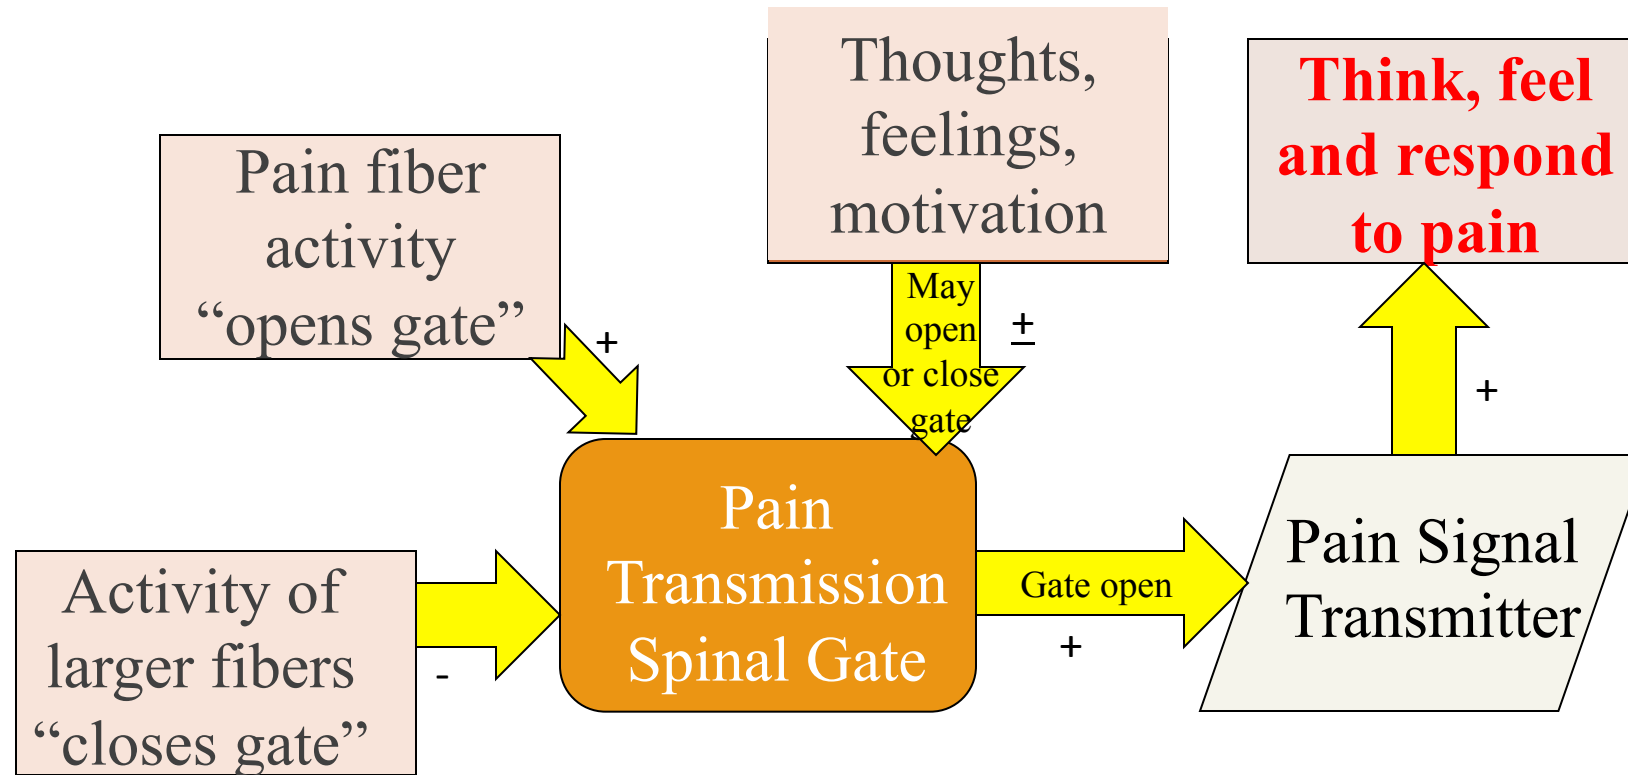 Thoughts,
feelings,
motivation
Think, feel
and respond
to pain
Pain fiber
activity
“opens gate”
+
May
open
or close
gate
±
+
Pain
Transmission
Spinal Gate
Gate open
+
Pain Signal
Transmitter
Activity of
larger fibers
“closes gate”
-